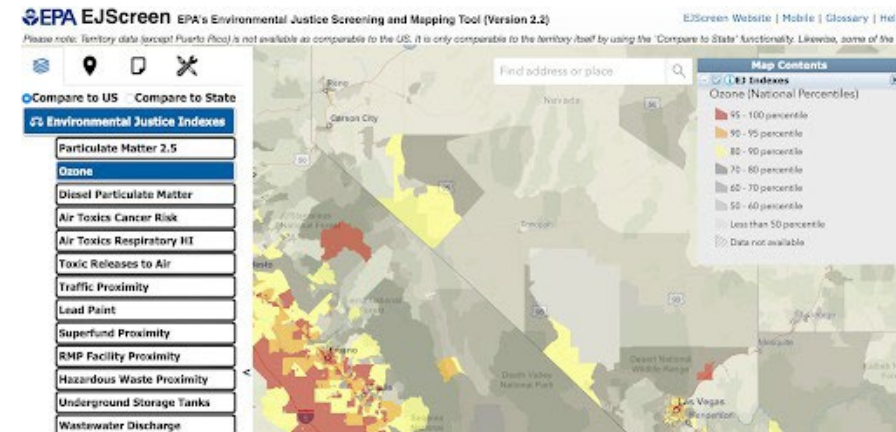 EPA EJScreen EPA's Environmental Justice Screening and Mapping Tool (Version 2.2)
EJScreen Website | Mobile | Glossary | Hel
Please note: Territory data (except Puerto Rico) is not available as comparable to the US. It is only comparable to the territory itself by using the 'Compare to State' functionality. Likewise, some of the
Compare to US Compare to State
Environmental Justice Indexes
Particulate Matter 2.5
Ozone
Diesel Particulate Matter
Air Toxics Cancer Risk
Air Toxics Respiratory HI
Toxic Releases to Air
Traffic Proximity
Lead Paint
Superfund Proximity
RMP Facility Proximity
Hazardous Waste Proximity
Underground Storage Tanks
Wastewater Discharge
<
Find address or place
Map Contents
EJ Indexes
Ozone (National Percentiles)
95 - 100 percentile
90 - 95 percentile
80 - 90 percentile
70 - 80 percentile
60 - 70 percentile
50 - 60 percentile
Less than 50 percentile
Data not available
Reno
Nevada
Carson City
Tonopah
Death Valley
National Park
Desert National
Wildlife Range
Mesquite
Las Vegas
Henderson